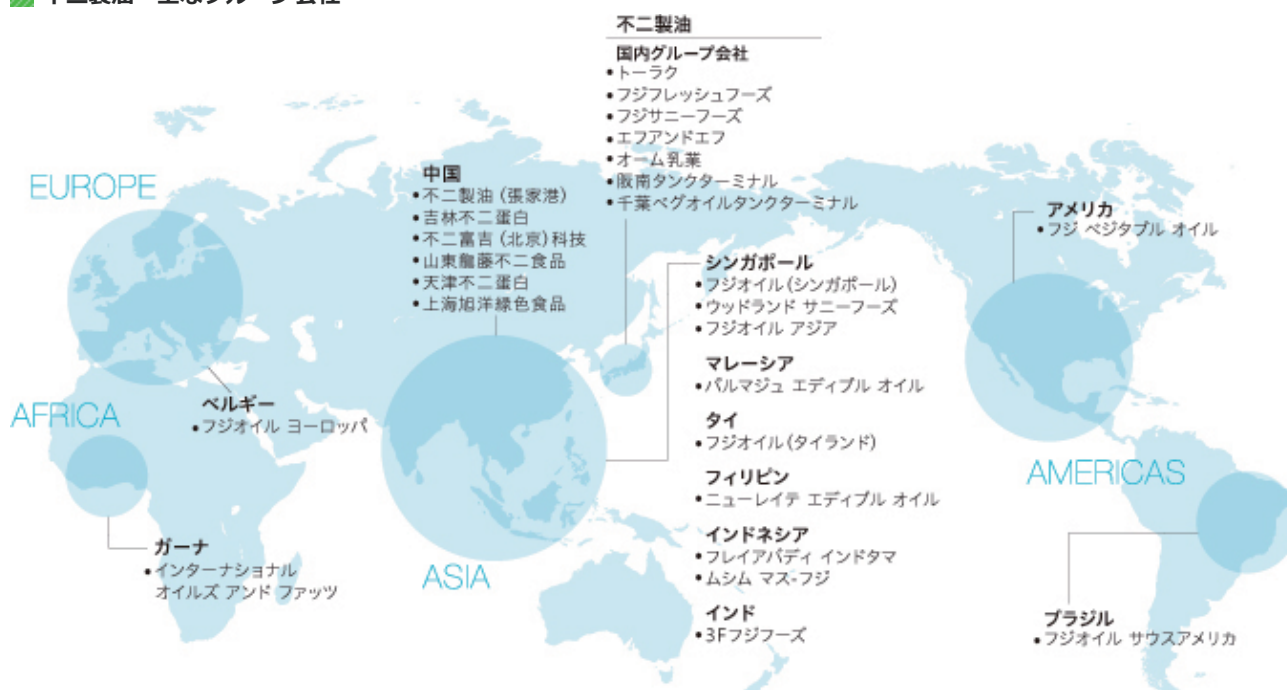 不二製油
国内グループ会社
•トーラク
•フジフレッシュフーズ
•フジサニーフーズ
•エフアンドエフ
•オーム乳業
•阪南タンクターミナル
•千葉ベグオイルタンクターミナル
EUROPE
中国
•不二製油(張家港)
•吉林不二蛋白
•不二富吉(北京)科技
•山東龍藤不二食品
•天津不二蛋白
•上海旭洋緑色食品
アメリカ
•フジ ベジタブル オイル
シンガポール
•フジオイル(シンガポール)
•ウッドランド サニーフーズ
•フジオイル アジア
マレーシア
•パルマジュ エディブル オイル
タイ
•フジオイル(タイランド)
フィリピン
•ニューレイテ エディブル オイル
インドネシア
•フレイアバディ インドタマ
•ムシム マス-フジ
インド
•3Fフジフーズ
ベルギー
•フジオイル ヨーロッパ
AFRICA
ガーナ
•インターナショナル
オイルズ アンド ファッツ
ASIA
AMERICAS
ブラジル
•フジオイル サウスアメリカ